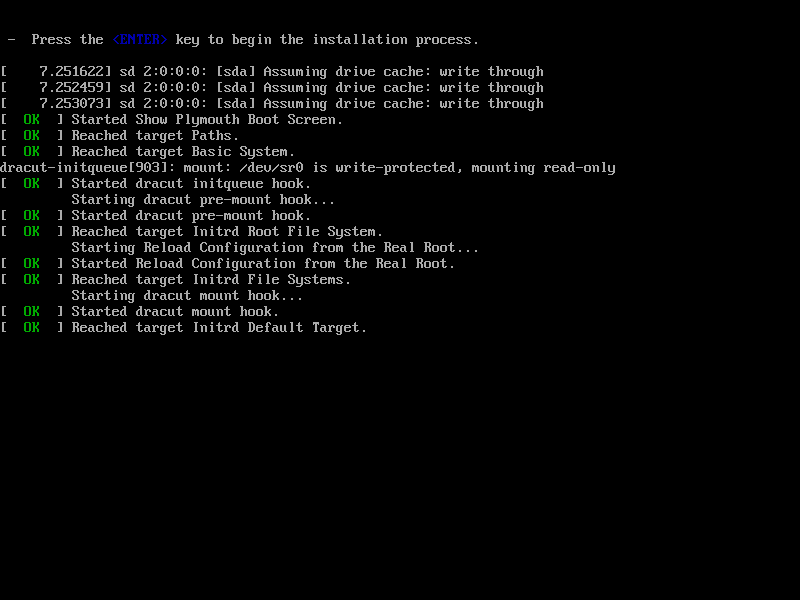 -  Press the <ENTER> key to begin the installation process.
[    7.251622] sd 2:0:0:0: [sda] Assuming drive cache: write through
[    7.252459] sd 2:0:0:0: [sda] Assuming drive cache: write through
[    7.253073] sd 2:0:0:0: [sda] Assuming drive cache: write through
[  OK  ] Started Show Plymouth Boot Screen.
[  OK  ] Reached target Paths.
[  OK  ] Reached target Basic System.
dracut-initqueue[903]: mount: /dev/sr0 is write-protected, mounting read-only
[  OK  ] Started dracut initqueue hook.
         Starting dracut pre-mount hook...
[  OK  ] Started dracut pre-mount hook.
[  OK  ] Reached target Initrd Root File System.
         Starting Reload Configuration from the Real Root...
[  OK  ] Started Reload Configuration from the Real Root.
[  OK  ] Reached target Initrd File Systems.
         Starting dracut mount hook...
[  OK  ] Started dracut mount hook.
[  OK  ] Reached target Initrd Default Target.